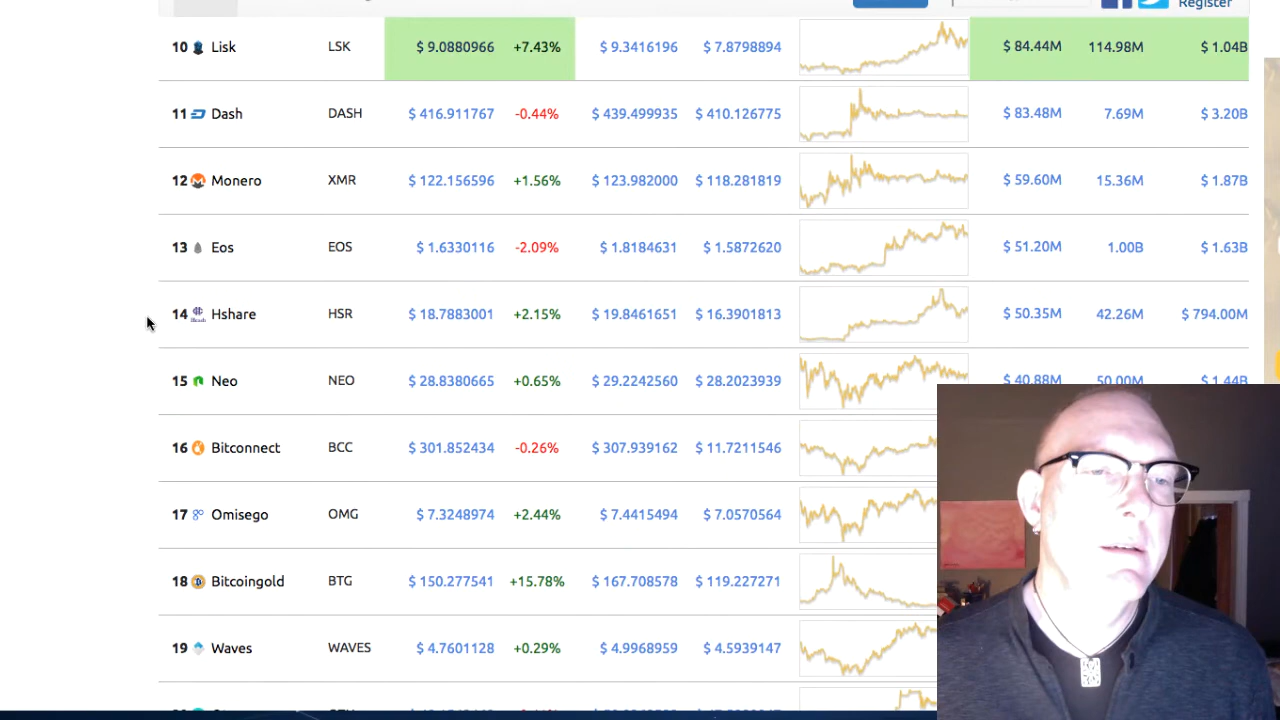 Register
10 Lisk LSK $ 9.0880966 +7.43% $ 9.3416196 $ 7.8798894 $ 84.44M 114.98M $ 1.04B
11 Dash DASH $ 416.911767 -0.44% $ 439.499935 $ 410.126775 $ 83.48M 7.69M $ 3.20B
12 Monero XMR $ 122.156596 +1.56% $ 123.982000 $ 118.281819 $ 59.60M 15.36M $ 1.87B
13 Eos EOS $ 1.6330116 -2.09% $ 1.8184631 $ 1.5872620 $ 51.20M 1.00B $ 1.63B
14 Hshare HSR $ 18.7883001 +2.15% $ 19.8461651 $ 16.3901813 $ 50.35M 42.26M $ 794.00M
15 Neo NEO $ 28.8380665 +0.65% $ 29.2242560 $ 28.2023939 $ 40.88M 50.00M $ 1.44B
16 Bitconnect BCC $ 301.852434 -0.26% $ 307.939162 $ 11.7211546
17 Omisego OMG $ 7.3248974 +2.44% $ 7.4415494 $ 7.0570564
18 Bitcoingold BTG $ 150.277541 +15.78% $ 167.708578 $ 119.227271
19 Waves WAVES $ 4.7601128 +0.29% $ 4.9968959 $ 4.5939147